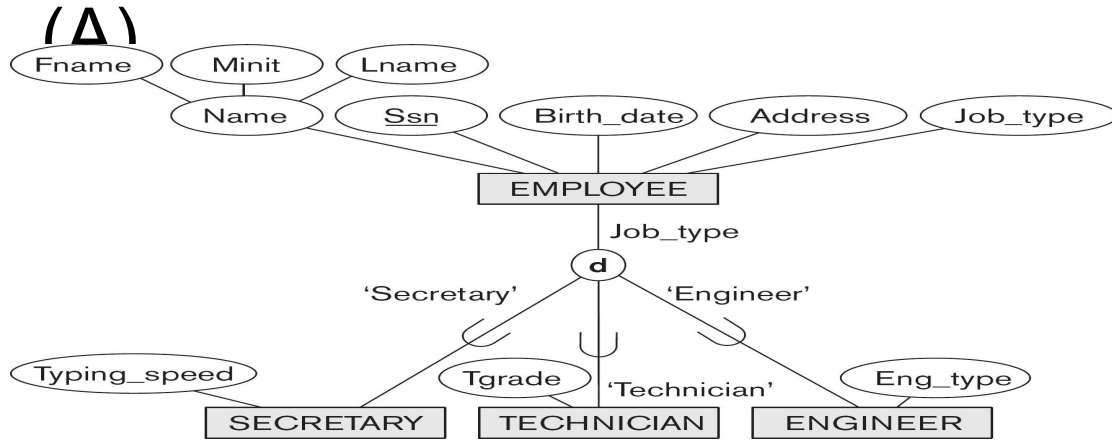 (A)
Fname Minit Lname
Name Ssn Birth_date Address Job_type
EMPLOYEE
Job_type
d
‘Secretary’ ‘Engineer’
Typing_speed Tgrade ‘Technician’ Eng_type
SECRETARY TECHNICIAN ENGINEER